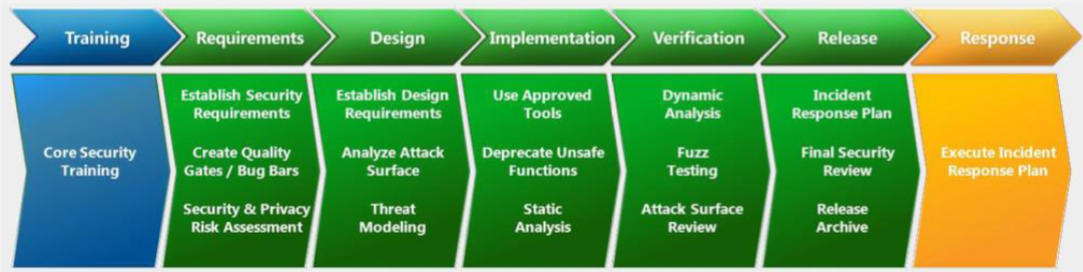 Training
Requirements
Design
Implementation
Verification
Release
Response
Core Security
Training
Establish Security
Requirements
Create Quality
Gates / Bug Bars
Security & Privacy
Risk Assessment
Establish Design
Requirements
Analyze Attack
Surface
Threat
Modeling
Use Approved
Tools
Deprecate Unsafe
Functions
Static
Analysis
Dynamic
Analysis
Fuzz
Testing
Attack Surface
Review
Incident
Response Plan
Final Security
Review
Release
Archive
Execute Incident
Response Plan